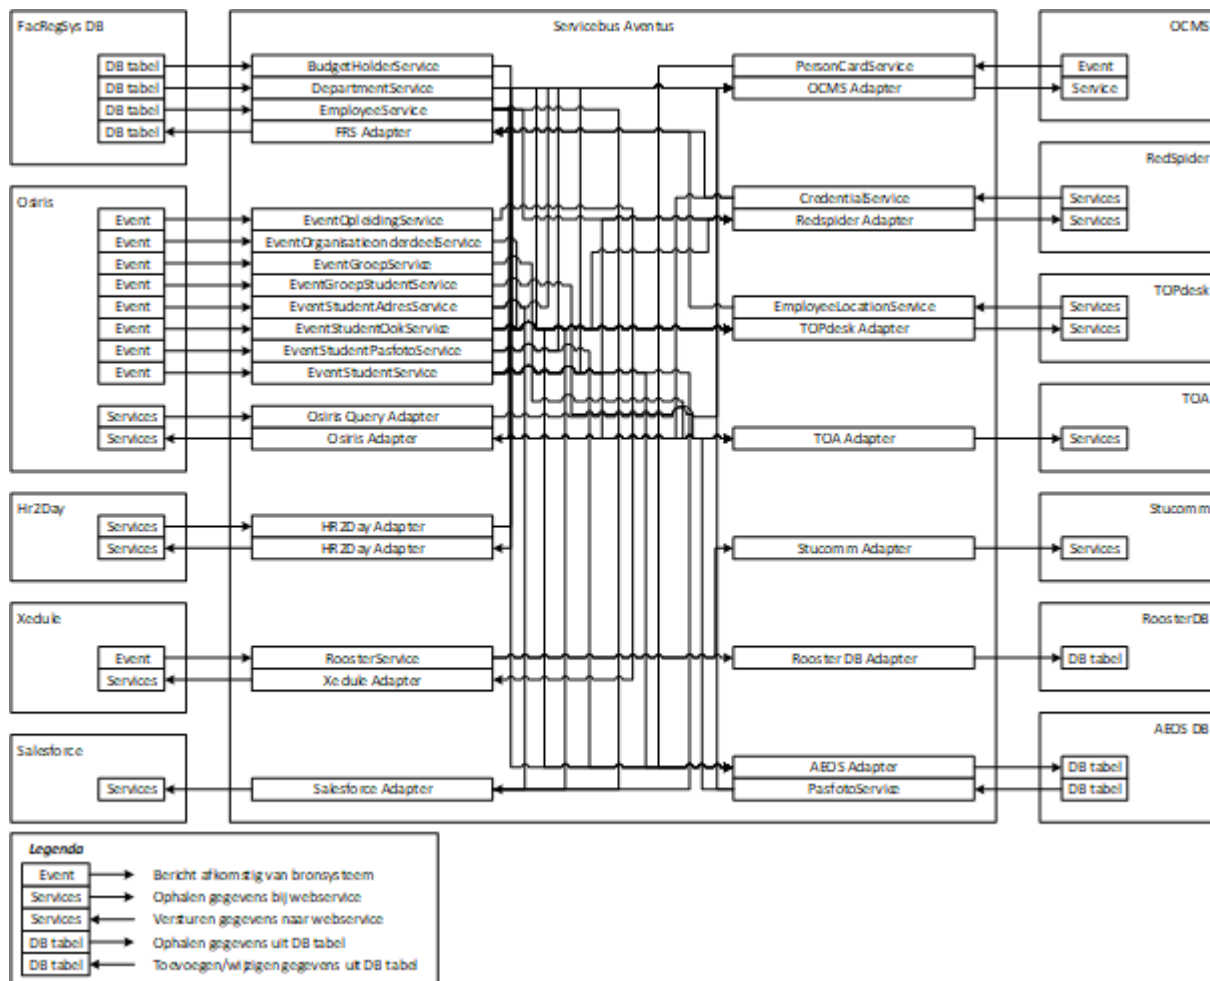 FacRegSys DB
DB tabel
DB tabel
DB tabel
DB tabel
Osiris
Event
Event
Event
Event
Event
Event
Event
Event
Services
Services
Hr2Day
Services
Services
Xedule
Event
Services
Salesforce
Services
Servicebus Aventus
BudgetHolderService
DepartmentService
EmployeeService
FRS Adapter
EventOpleidingService
EventOrganisatieonderdeelService
EventGroepService
EventGroepStudentService
EventStudentAdresService
EventStudentOokService
EventStudentPasfotoService
EventStudentService
Osiris Query Adapter
Osiris Adapter
HR2Day Adapter
HR2Day Adapter
RoosterService
Xedule Adapter
Salesforce Adapter
PersonCardService
OCMS Adapter
CredentialService
Redspider Adapter
EmployeeLocationService
TOPdesk Adapter
TOA Adapter
Stucomm Adapter
Rooster DB Adapter
AEOS Adapter
PasfotoService
OCMS
Event
Service
RedSpider
Services
Services
TOPdesk
Services
Services
TOA
Services
Stucomm
Services
RoosterDB
DB tabel
AEOS DB
DB tabel
DB tabel
Legenda
Event Bericht afkomstig van bronsysteem
Services Ophalen gegevens bij webservice
Services Versturen gegevens naar webservice
DB tabel Ophalen gegevens uit DB tabel
DB tabel Toevoegen/wijzigen gegevens uit DB tabel